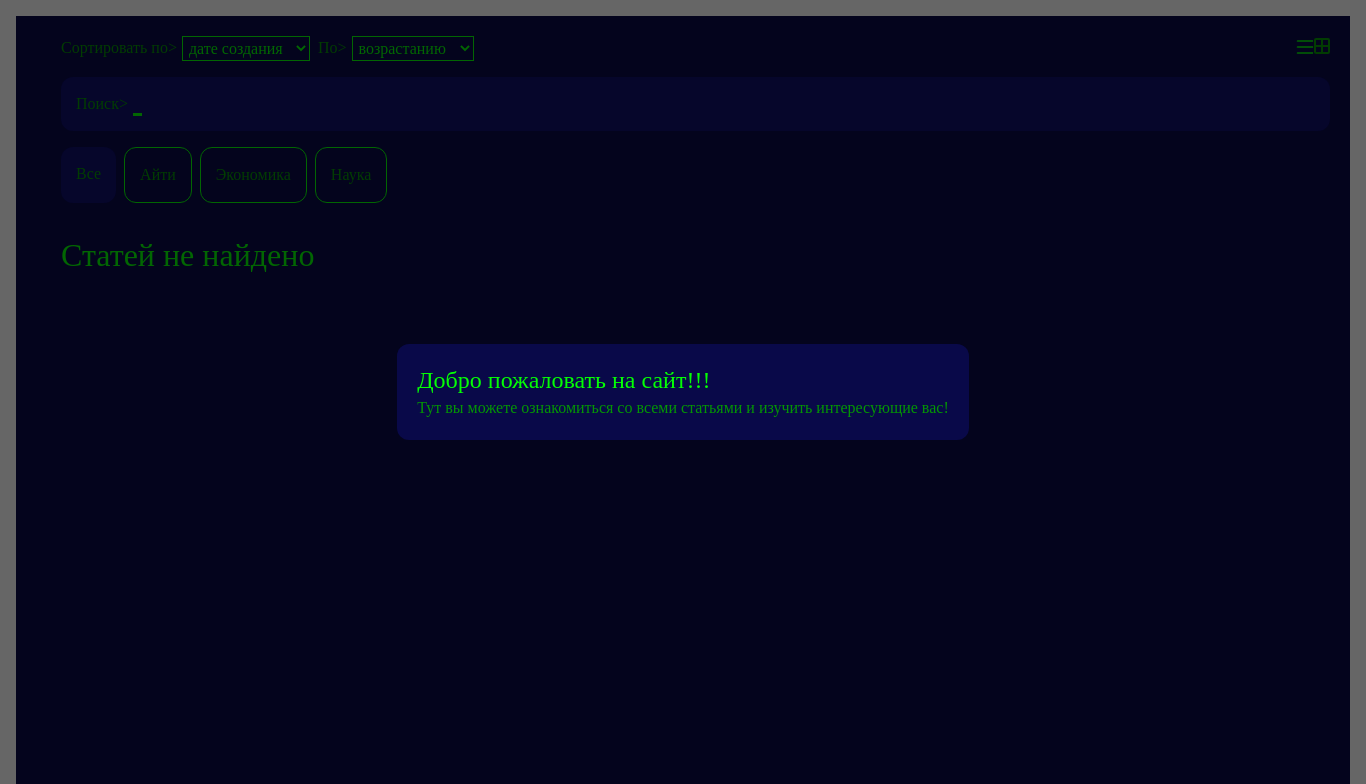 Сортировать по> дате создания По> возрастанию
Поиск> _
Все Айти Экономика Наука
Статей не найдено
Добро пожаловать на сайт!!!
Тут вы можете ознакомиться со всеми статьями и изучить интересующие вас!